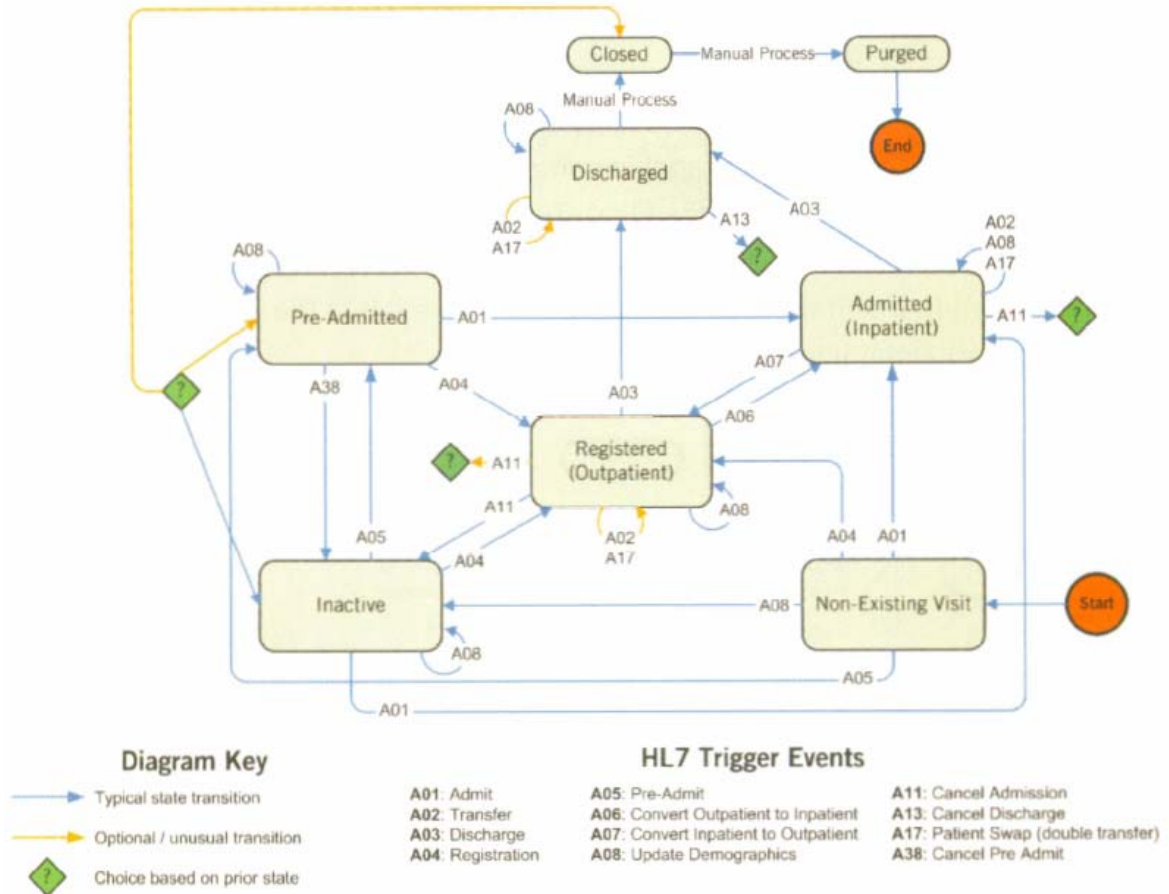 Closed
Manual Process
Purged
Manual Process
A08
End
Discharged
A03
A02
A17
A13
?
A02
A08
A17
A08
Pre-Admitted
A01
Admitted
(Inpatient)
A11
?
A07
?
A38
A04
A03
A06
Registered
(Outpatient)
?
A11
A11
A08
A05
A04
A02
A17
A04
A01
Inactive
A08
Non-Existing Visit
Start
A08
A05
A01
Diagram Key
Typical state transition
Optional / unusual transition
?
Choice based on prior state
HL7 Trigger Events
A01: Admit
A02: Transfer
A03: Discharge
A04: Registration
A05: Pre-Admit
A06: Convert Outpatient to Inpatient
A07: Convert Inpatient to Outpatient
A08: Update Demographics
A11: Cancel Admission
A13: Cancel Discharge
A17: Patient Swap (double transfer)
A38: Cancel Pre Admit